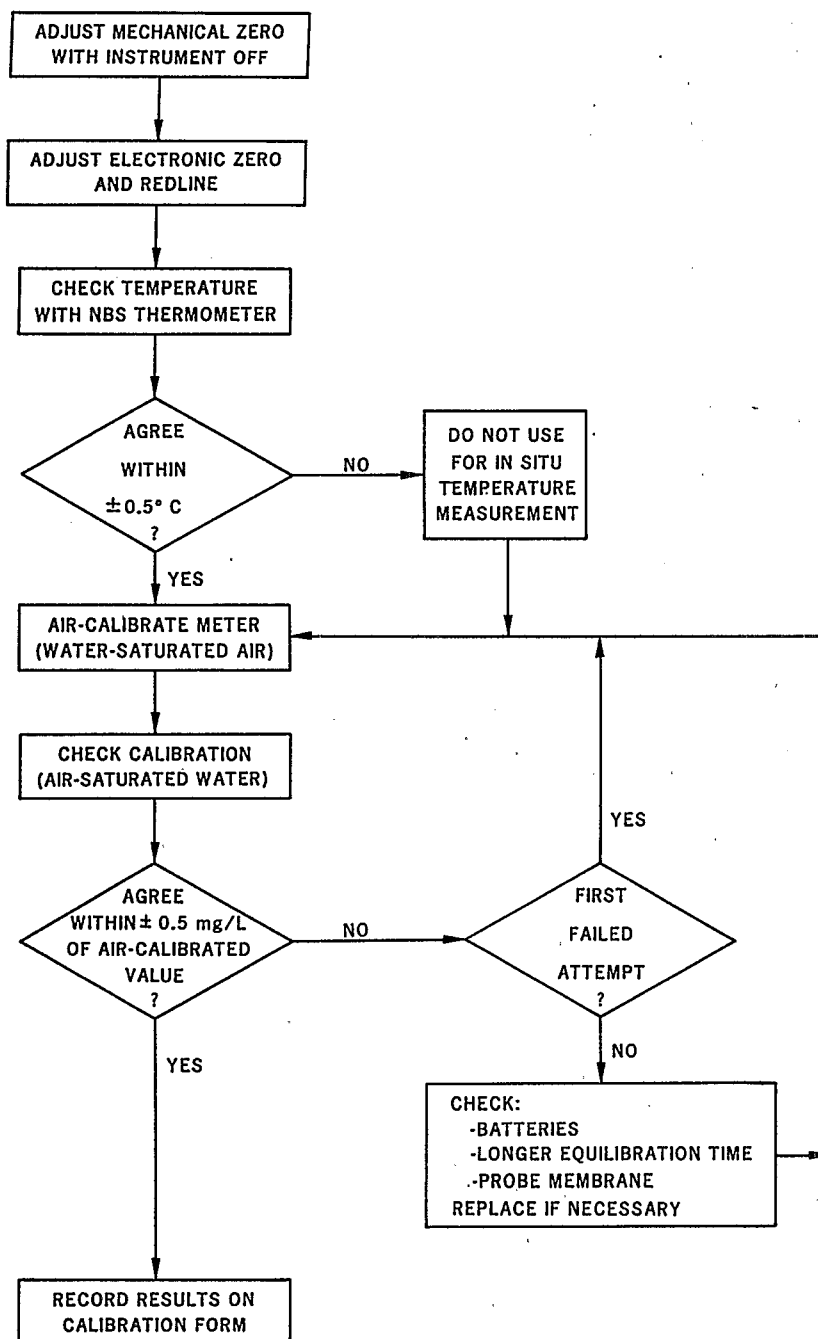 ADJUST MECHANICAL ZERO
WITH INSTRUMENT OFF
ADJUST ELECTRONIC ZERO
AND REDLINE
CHECK TEMPERATURE
WITH NBS THERMOMETER
AGREE
WITHIN
±0.5° C
?
NO
DO NOT USE
FOR IN SITU
TEMPERATURE
MEASUREMENT
YES
AIR-CALIBRATE METER
(WATER-SATURATED AIR)
CHECK CALIBRATION
(AIR-SATURATED WATER)
AGREE
WITHIN ± 0.5 mg/L
OF AIR-CALIBRATED
VALUE
?
NO
FIRST
FAILED
ATTEMPT
?
YES
NO
CHECK:
-BATTERIES
-LONGER EQUILIBRATION TIME
-PROBE MEMBRANE
REPLACE IF NECESSARY
YES
RECORD RESULTS ON
CALIBRATION FORM